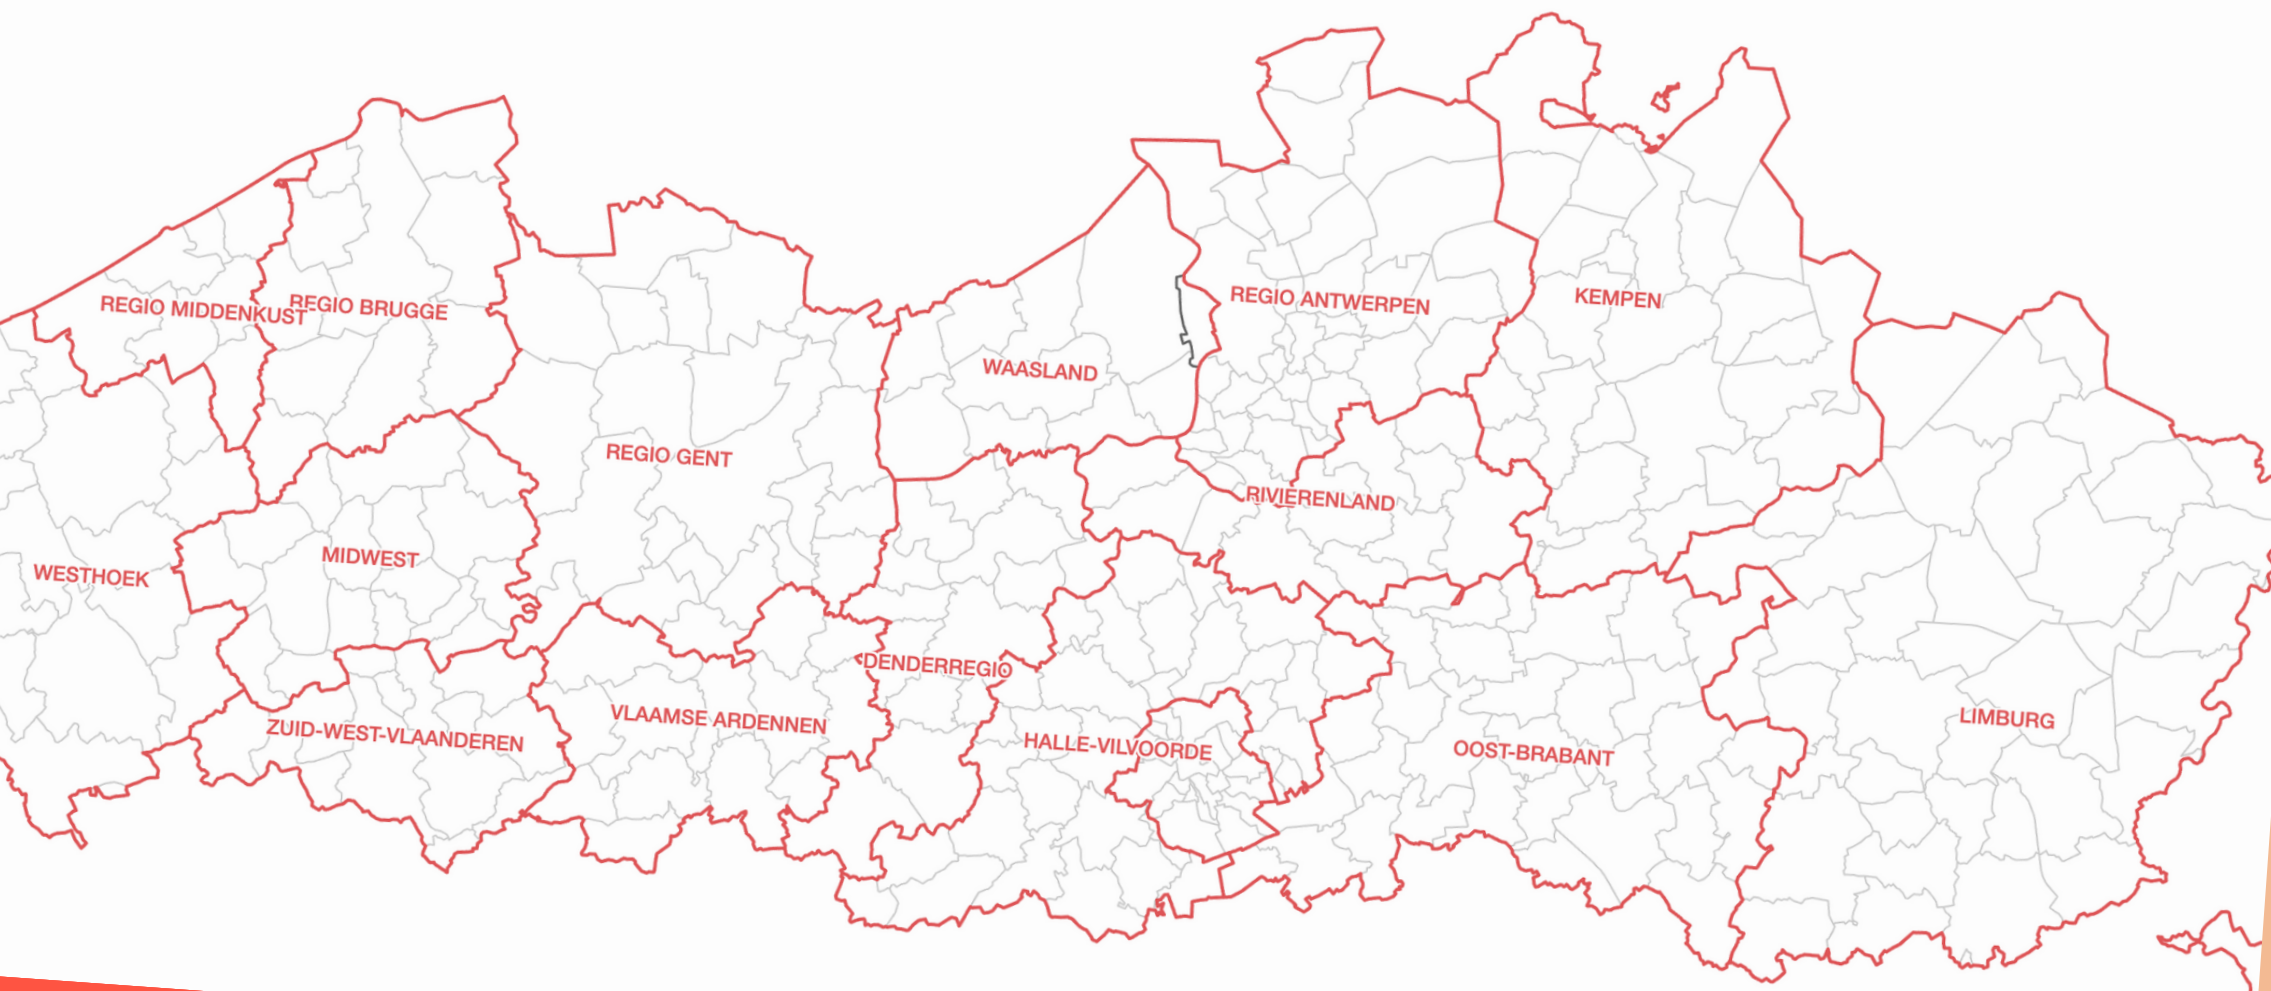 REGIO MIDDENKUST
REGIO BRUGGE
REGIO ANTWERPEN
KEMPEN
WAASLAND
REGIO GENT
RIVIERENLAND
MIDWEST
WESTHOEK
DENDERREGIO
VLAAMSE ARDENNEN
ZUID-WEST-VLAANDEREN
HALLE-VILVOORDE
OOST-BRABANT
LIMBURG